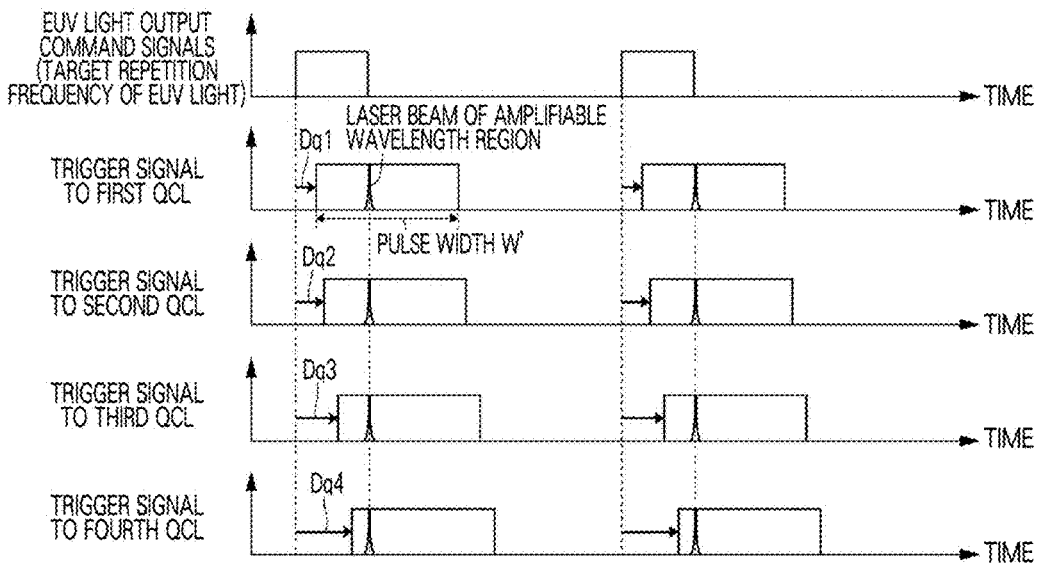 EUV LIGHT OUTPUT
COMMAND SIGNALS
(TARGET REPETITION
FREQUENCY OF EUV LIGHT)
TIME
LASER BEAM OF AMPLIFIABLE
WAVELENGTH REGION
Dq1
TRIGGER SIGNAL
TO FIRST QCL
TIME
PULSE WIDTH W'
Dq2
TRIGGER SIGNAL
TO SECOND QCL
TIME
Dq3
TRIGGER SIGNAL
TO THIRD QCL
TIME
Dq4
TRIGGER SIGNAL
TO FOURTH QCL
TIME